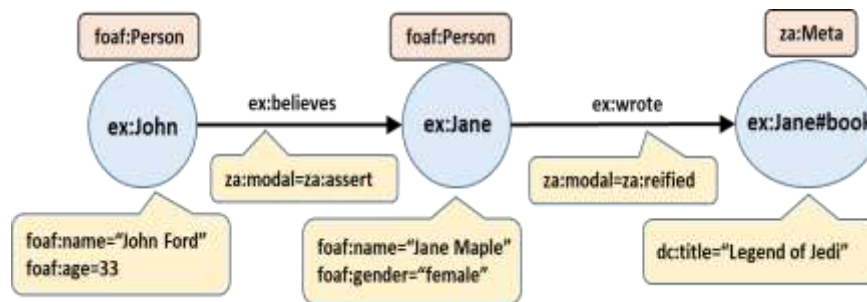 foaf:Person
foaf:Person
za:Meta
ex:John
ex:believes
ex:Jane
ex:wrote
ex:Jane#book
za:modal=za:assert
za:modal=za:reified
foaf:name=“John Ford”
foaf:age=33
foaf:name=“Jane Maple”
foaf:gender=“female”
dc:title=“Legend of Jedi”